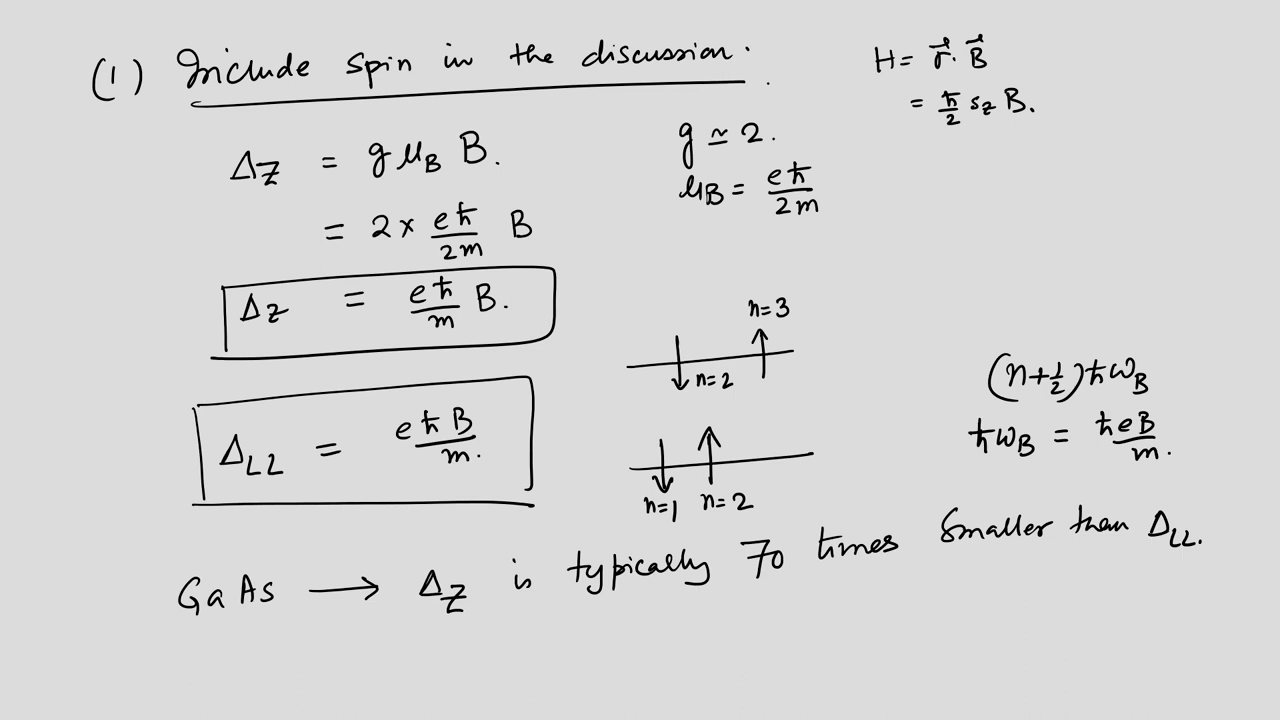 (1) Include spin in the discussion.
H = r⃗ · B⃗
= ħ/2 s_z B.
Δ_Z = g μ_B B.
g ≃ 2.
μ_B = eħ/2m
= 2 × eħ/2m B
Δ_Z = eħ/m B.
n=3
n=2
(n+½)ħω_B
Δ_LL = eħB/m.
ħω_B = ħeB/m.
n=1 n=2
GaAs → Δ_Z is typically 70 times smaller than Δ_LL.